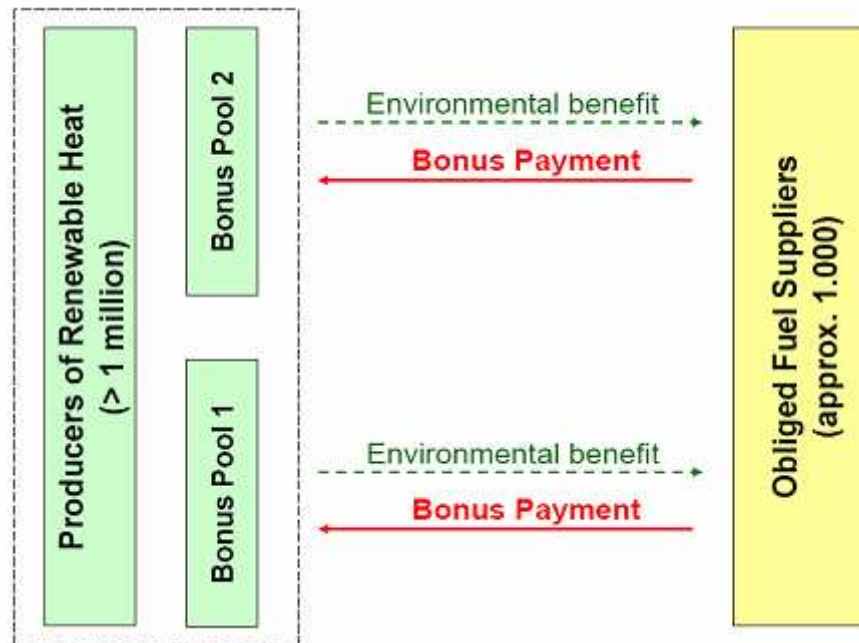 Producers of Renewable Heat
(> 1 million)
Bonus Pool 2
Bonus Pool 1
Environmental benefit
Bonus Payment
Environmental benefit
Bonus Payment
Obliged Fuel Suppliers
(approx. 1.000)